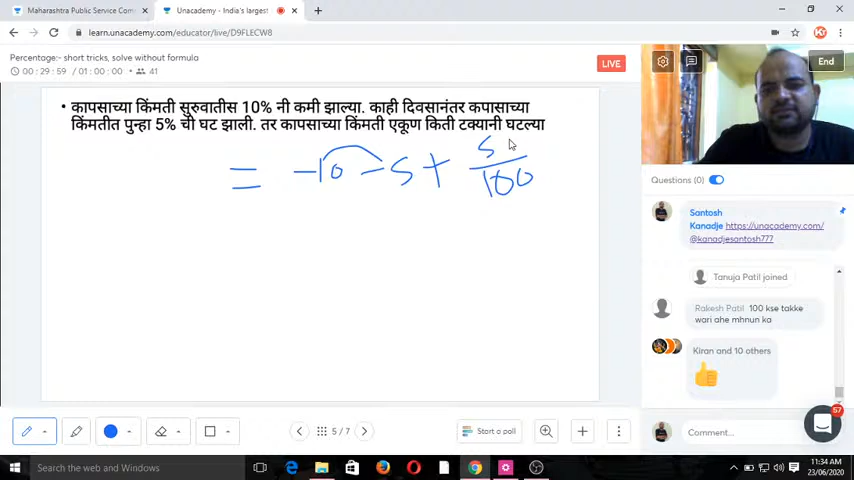 Maharashtra Public Service Com
Unacademy - India's largest
learn.unacademy.com/educator/live/D9FLECW8
Percentage:- short tricks, solve without formula
00 : 29 : 59 / 01 : 00 : 00 • 41
LIVE
End
• कापसाच्या किंमती सुरुवातीस 10% नी कमी झाल्या. काही दिवसानंतर कपासाच्या
किंमतीत पुन्हा 5% ची घट झाली. तर कापसाच्या किंमती एकूण किती टक्यानी घटल्या
= -10 -5 + 5
100
Questions (0)
Santosh
Kanadje https://unacademy.com/
@kanadjesantosh777
Tanuja Patil joined
Rakesh Patil 100 kse takke
wari ahe mhnun ka
Kiran and 10 others
5 / 7
Start a poll
57
Comment...
Search the web and Windows
11:34 AM
23/06/2020